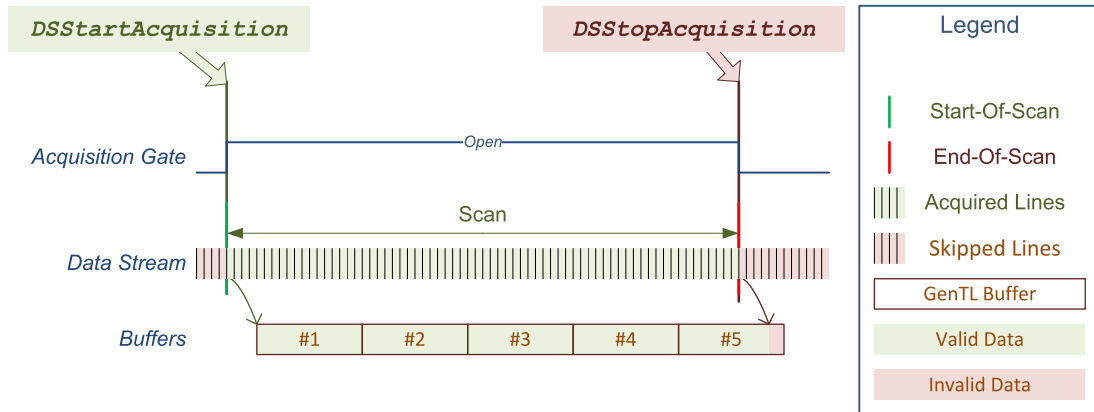 DSStartAcquisition
DSStopAcquisition
Legend
Start-Of-Scan
Open
Acquisition Gate
End-Of-Scan
Acquired Lines
Scan
Skipped Lines
Data Stream
GenTL Buffer
Buffers
#1
#2
#3
#4
#5
Valid Data
Invalid Data